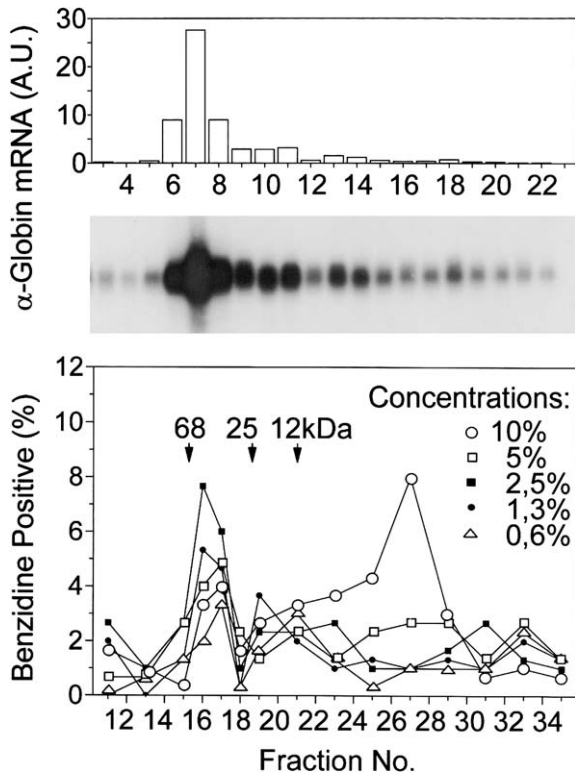 α-Globin mRNA (A.U.)
30
20
10
0
4 6 8 10 12 14 16 18 20 22
Benzidine Positive (%)
12
10
8
6
4
2
0
68 25 12kDa
Concentrations:
10%
5%
2,5%
1,3%
0,6%
12 14 16 18 20 22 24 26 28 30 32 34
Fraction No.